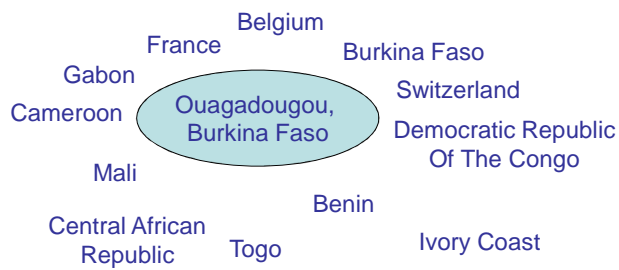 Belgium
France
Burkina Faso
Gabon
Switzerland
Cameroon
Ouagadougou,
Burkina Faso
Democratic Republic
Of The Congo
Mali
Benin
Central African
Republic
Togo
Ivory Coast